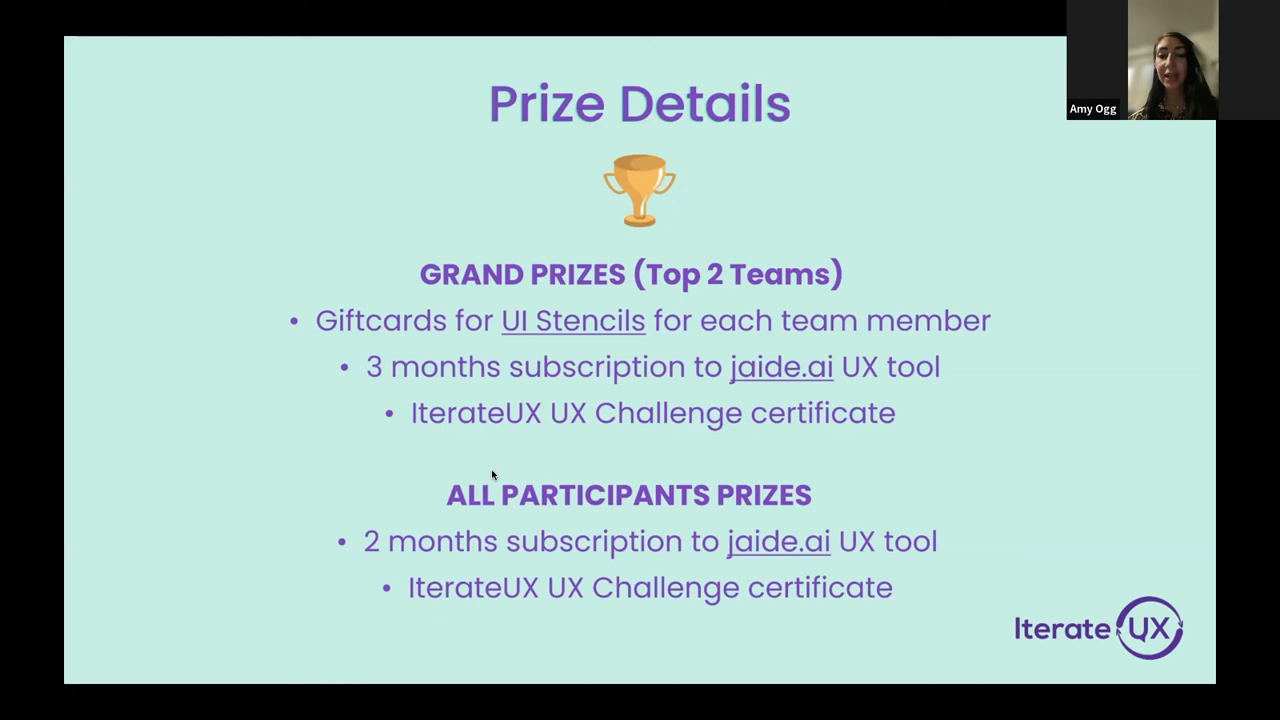 Prize Details
Amy Ogg
GRAND PRIZES (Top 2 Teams)
• Giftcards for UI Stencils for each team member
• 3 months subscription to jaide.ai UX tool
• IterateUX UX Challenge certificate
ALL PARTICIPANTS PRIZES
• 2 months subscription to jaide.ai UX tool
• IterateUX UX Challenge certificate
Iterate UX